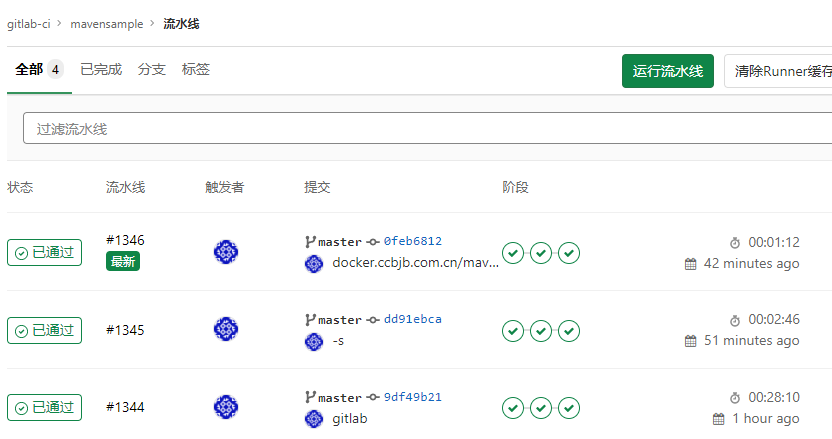 gitlab-ci > mavensample > 流水线
全部 4 已完成 分支 标签 运行流水线 清除Runner缓存
过滤流水线
状态 流水线 触发者 提交 阶段
已通过 #1346 最新 master 0feb6812 00:01:12
docker.ccbjb.com.cn/mav... 42 minutes ago
已通过 #1345 master dd91ebca 00:02:46
-s 51 minutes ago
已通过 #1344 master 9df49b21 00:28:10
gitlab 1 hour ago